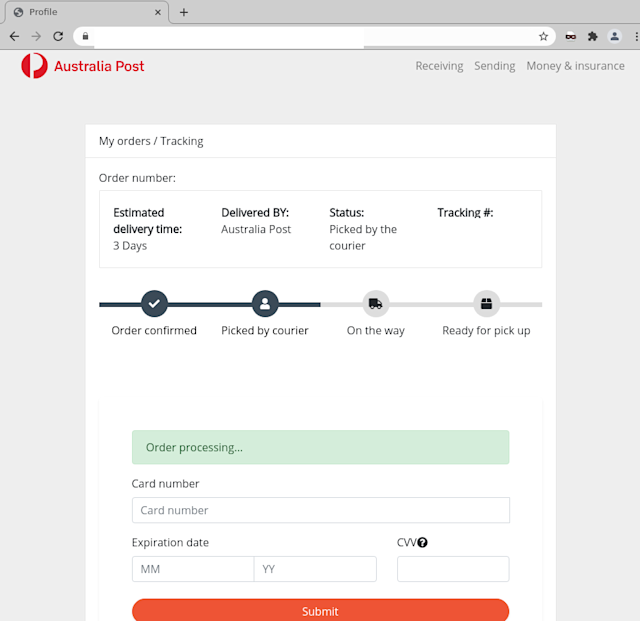 Profile
Australia Post
Receiving Sending Money & insurance
My orders / Tracking
Order number:
Estimated delivery time:
3 Days
Delivered BY:
Australia Post
Status:
Picked by the courier
Tracking #:
Order confirmed
Picked by courier
On the way
Ready for pick up
Order processing...
Card number
Card number
Expiration date
CVV
MM
YY
Submit